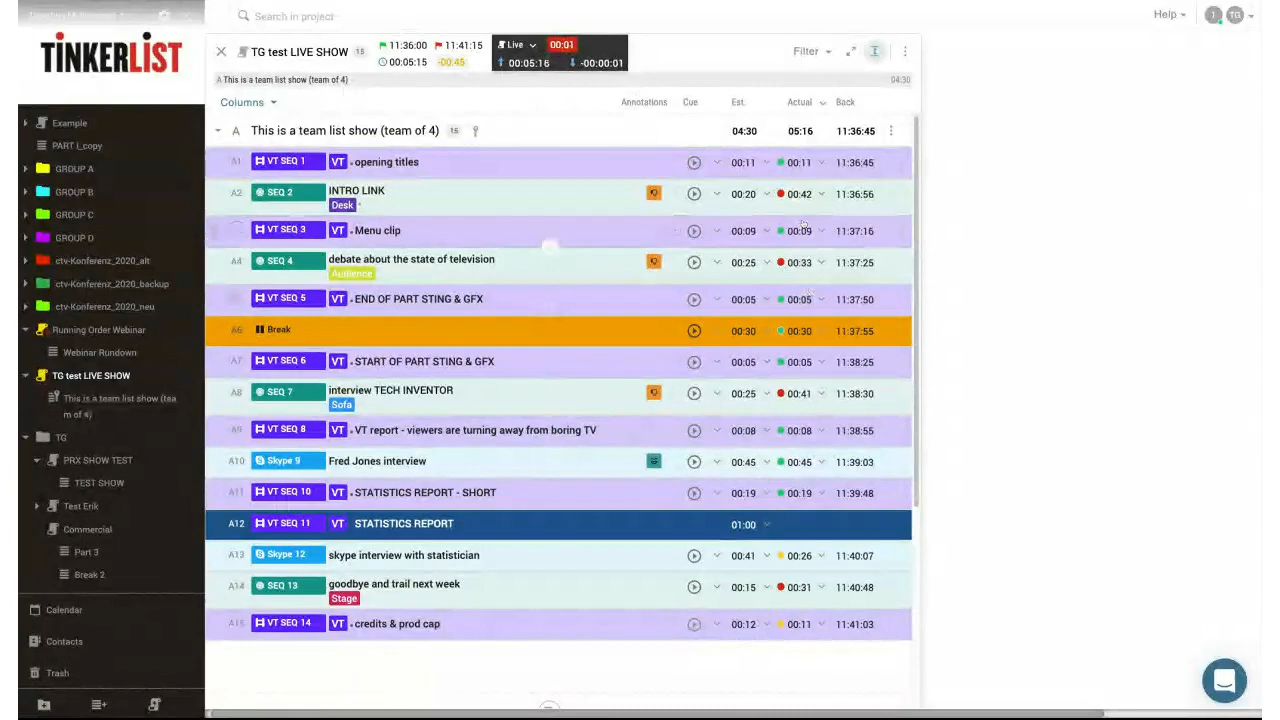 Search in project
Help
1 TG
TINKERLIST
TG test LIVE SHOW 15
11:36:00 11:41:15
00:05:15 -00:45
Live 00:01
00:05:16 -00:00:01
Filter
A This is a team list show (team of 4) 04:30
Columns Annotations Cue Est. Actual Back
A This is a team list show (team of 4) 15 04:30 05:16 11:36:45
A1 VT SEQ 1 VT opening titles 00:11 00:11 11:36:45
A2 SEQ 2 INTRO LINK 00:20 00:42 11:36:56
Desk
VT SEQ 3 VT Menu clip 00:09 00:09 11:37:16
A4 SEQ 4 debate about the state of television 00:25 00:33 11:37:25
Audience
VT SEQ 5 VT END OF PART STING & GFX 00:05 00:05 11:37:50
A6 Break 00:30 00:30 11:37:55
A7 VT SEQ 6 VT START OF PART STING & GFX 00:05 00:05 11:38:25
A8 SEQ 7 interview TECH INVENTOR 00:25 00:41 11:38:30
Sofa
A9 VT SEQ 8 VT VT report - viewers are turning away from boring TV 00:08 00:08 11:38:55
A10 Skype 9 Fred Jones interview 00:45 00:45 11:39:03
A11 VT SEQ 10 VT STATISTICS REPORT - SHORT 00:19 00:19 11:39:48
A12 VT SEQ 11 VT STATISTICS REPORT 01:00
A13 Skype 12 skype interview with statistician 00:41 00:26 11:40:07
A14 SEQ 13 goodbye and trail next week 00:15 00:31 11:40:48
Stage
A15 VT SEQ 14 VT credits & prod cap 00:12 00:11 11:41:03
Example
PART I_copy
GROUP A
GROUP B
GROUP C
GROUP D
ctv-Konferenz_2020_alt
ctv-Konferenz_2020_backup
ctv-Konferenz_2020_neu
Running Order Webinar
Webinar Rundown
TG test LIVE SHOW
This is a team list show (tea
m of 4)
TG
PRX SHOW TEST
TEST SHOW
Test Erik
Commercial
Part 3
Break 2
Calendar
Contacts
Trash